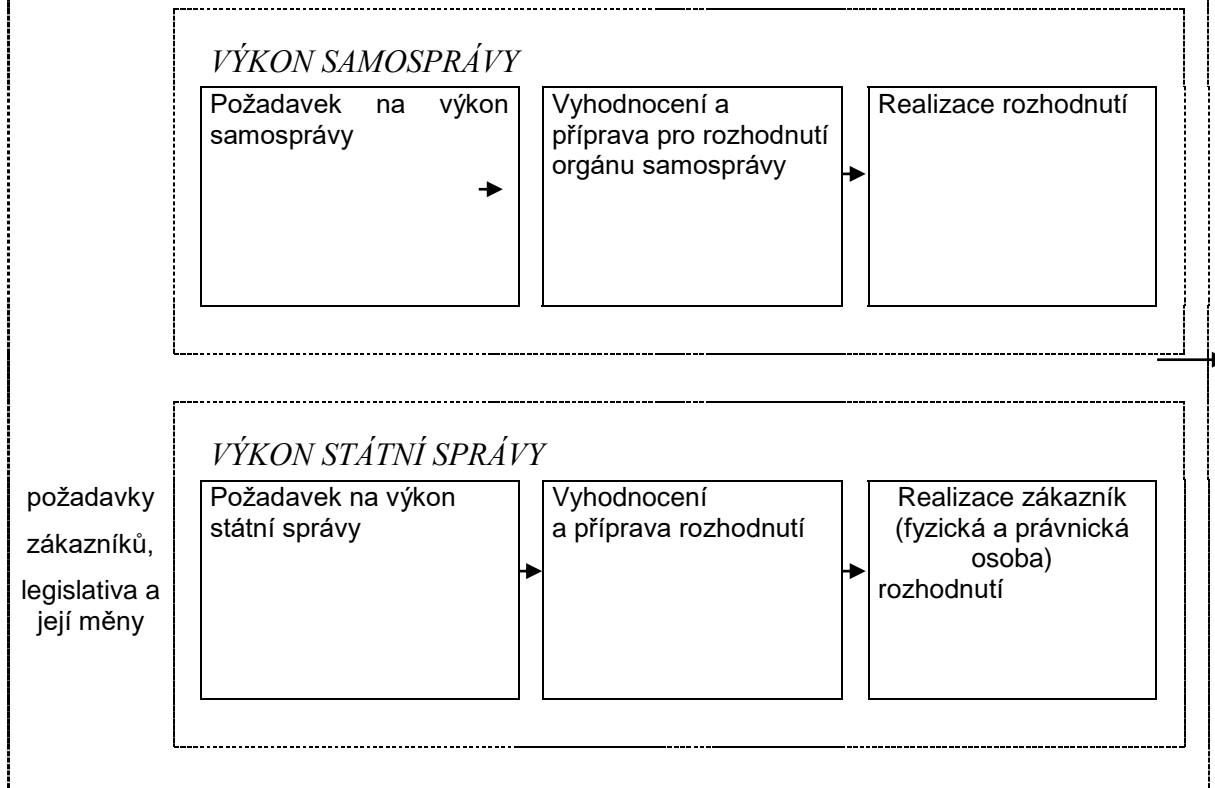 VÝKON SAMOSPRÁVY
Požadavek na výkon
samosprávy
Vyhodnocení a
příprava pro rozhodnutí
orgánu samosprávy
Realizace rozhodnutí
požadavky
zákazníků,
legislativa a
její měny
VÝKON STÁTNÍ SPRÁVY
Požadavek na výkon
státní správy
Vyhodnocení
a příprava rozhodnutí
Realizace zákazník
(fyzická a právnická
osoba)
rozhodnutí